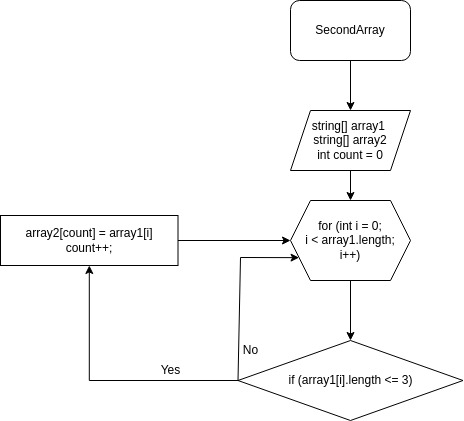 SecondArray
string[] array1
string[] array2
int count = 0
for (int i = 0;
i < array1.length;
i++)
array2[count] = array1[i]
count++;
No
Yes
if (array1[i].length <= 3)